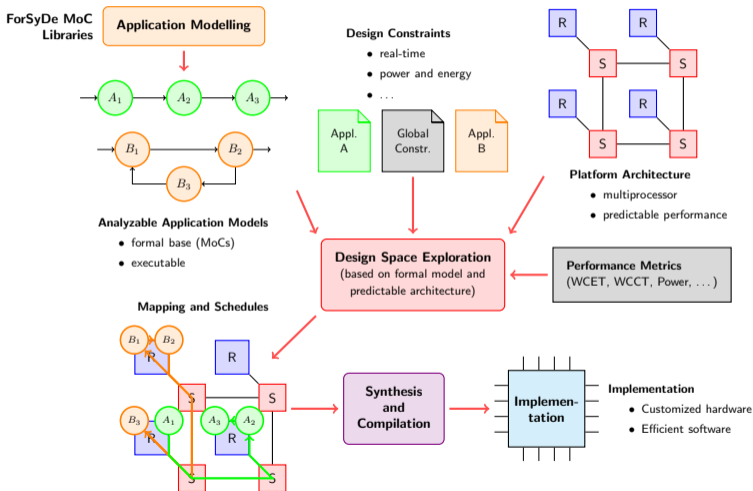 ForSyDe MoC
Libraries
Application Modelling
A1
A2
A3
B1
B2
B3
Analyzable Application Models
• formal base (MoCs)
• executable
Design Constraints
• real-time
• power and energy
• . . .
Appl.
A
Global
Constr.
Appl.
B
R
R
S
S
R
R
S
S
Platform Architecture
• multiprocessor
• predictable performance
Design Space Exploration
(based on formal model and
predictable architecture)
Performance Metrics
(WCET, WCCT, Power, . . . )
Mapping and Schedules
B1
B2
R
R
S
S
B3
A1
A3
A2
R
R
S
S
Synthesis
and
Compilation
Implemen-
tation
Implementation
• Customized hardware
• Efficient software